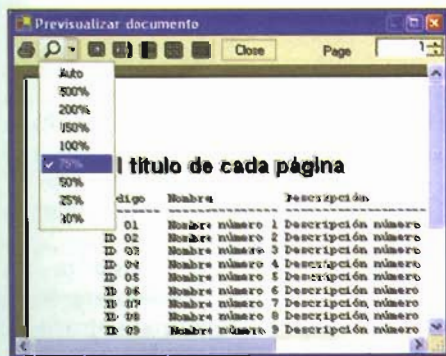 Previsualizar documento
Close Page 1
Auto
500%
200%
150%
100%
75%
50%
25%
10%
l título de cada página
ódigo Nombre Descripción
ID 01 Nombre número 1 Descripción número
ID 02 Nombre número 2 Descripción número
ID 03 Nombre número 3 Descripción número
ID 04 Nombre número 4 Descripción número
ID 05 Nombre número 5 Descripción número
ID 06 Nombre número 6 Descripción número
ID 07 Nombre número 7 Descripción número
ID 08 Nombre número 8 Descripción número
ID 09 Nombre número 9 Descripción número